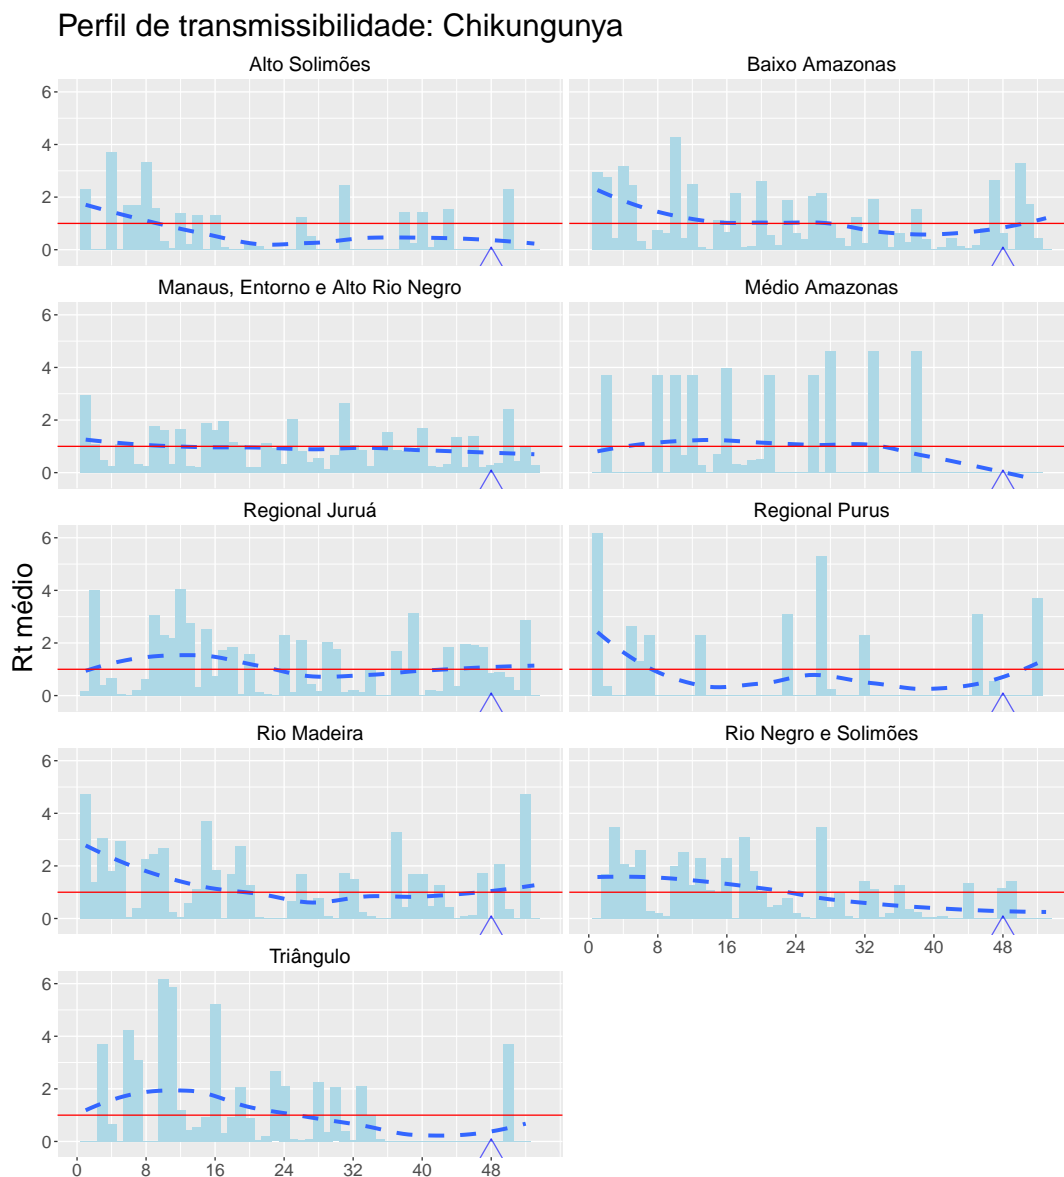 Perfil de transmissibilidade: Chikungunya
Alto Solimões
Baixo Amazonas
6
4
2
0
Manaus, Entorno e Alto Rio Negro
Médio Amazonas
6
4
2
0
Regional Juruá
Regional Purus
6
4
2
0
Rt médio
Rio Madeira
Rio Negro e Solimões
6
4
2
0
0 8 16 24 32 40 48
Triângulo
6
4
2
0
0 8 16 24 32 40 48